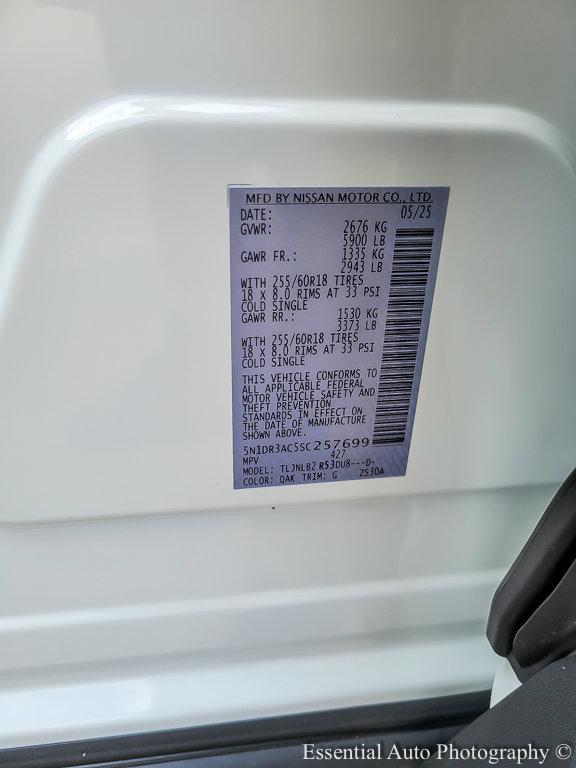 MFD BY NISSAN MOTOR CO., LTD.
DATE: 05/25
GVWR: 2676 KG
5900 LB
GAWR FR.: 1335 KG
2943 LB
WITH 255/60R18 TIRES
18 X 8.0 RIMS AT 33 PSI
COLD SINGLE
GAWR RR.: 1530 KG
3373 LB
WITH 255/60R18 TIRES
18 X 8.0 RIMS AT 33 PSI
COLD SINGLE
THIS VEHICLE CONFORMS TO
ALL APPLICABLE FEDERAL
MOTOR VEHICLE SAFETY AND
THEFT PREVENTION
STANDARDS IN EFFECT ON
THE DATE OF MANUFACTURE
SHOWN ABOVE.
5N1DR3AC5SC257699
MPV 427
MODEL: TLJNLB2 R53DU8---D-
COLOR: QAK TRIM: G ZS30A
Essential Auto Photography ©